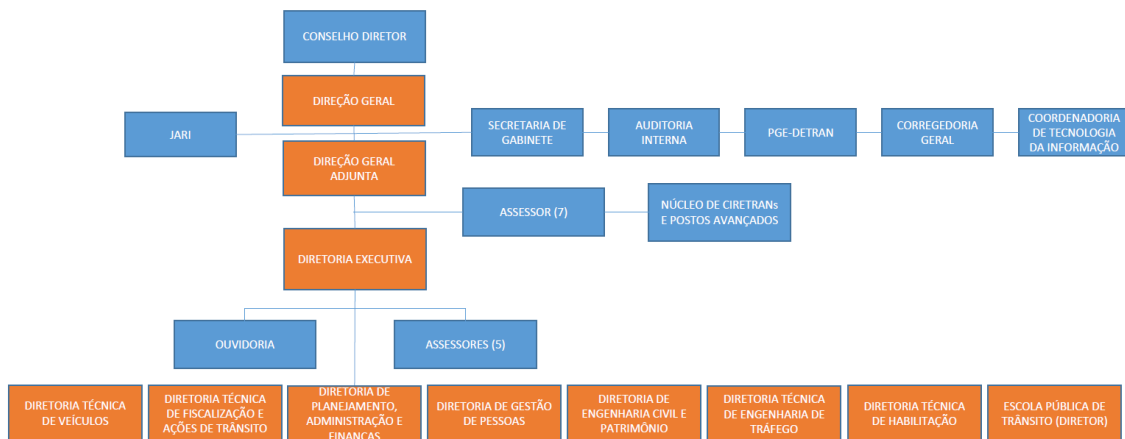 CONSELHO DIRETOR
DIREÇÃO GERAL
JARI
SECRETARIA DE
GABINETE
AUDITORIA
INTERNA
PGE-DETRAN
CORREGEDORIA
GERAL
COORDENADORIA
DE TECNOLOGIA
DA INFORMAÇÃO
DIREÇÃO GERAL
ADJUNTA
ASSESSOR (7)
NÚCLEO DE CIRETRANs
E POSTOS AVANÇADOS
DIRETORIA EXECUTIVA
OUVIDORIA
ASSESSORES (5)
DIRETORIA TÉCNICA
DE VEÍCULOS
DIRETORIA TÉCNICA
DE FISCALIZAÇÃO E
AÇÕES DE TRÂNSITO
DIRETORIA DE
PLANEJAMENTO,
ADMINISTRAÇÃO E
FINANÇAS
DIRETORIA DE GESTÃO
DE PESSOAS
DIRETORIA DE
ENGENHARIA CIVIL E
PATRIMÔNIO
DIRETORIA TÉCNICA
DE ENGENHARIA DE
TRÁFEGO
DIRETORIA TÉCNICA
DE HABILITAÇÃO
ESCOLA PÚBLICA DE
TRÂNSITO (DIRETOR)